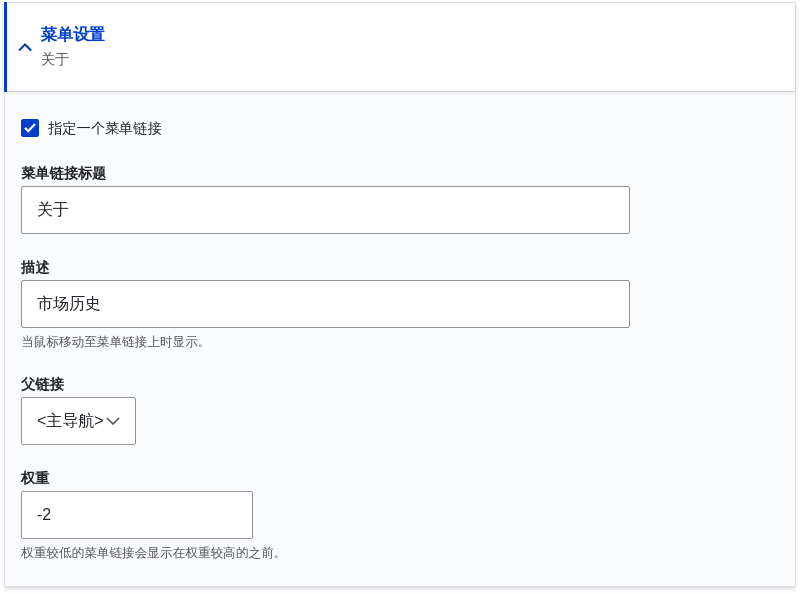 菜单设置
关于
指定一个菜单链接
菜单链接标题
关于
描述
市场历史
当鼠标移动至菜单链接上时显示。
父链接
<主导航>
权重
-2
权重较低的菜单链接会显示在权重较高的之前。